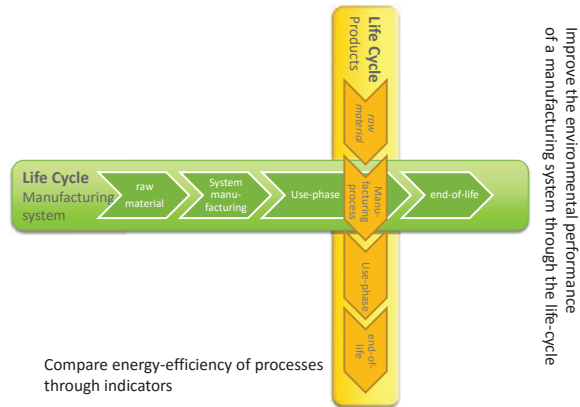 Life Cycle
Products
raw
material
Manu-
facturing
process
Use-phase
end-of-
life
Life Cycle
Manufacturing
system
raw
material
System
manu-
facturing
Use-phase
end-of-life
Improve the environmental performance
of a manufacturing system through the life-cycle
Compare energy-efficiency of processes
through indicators